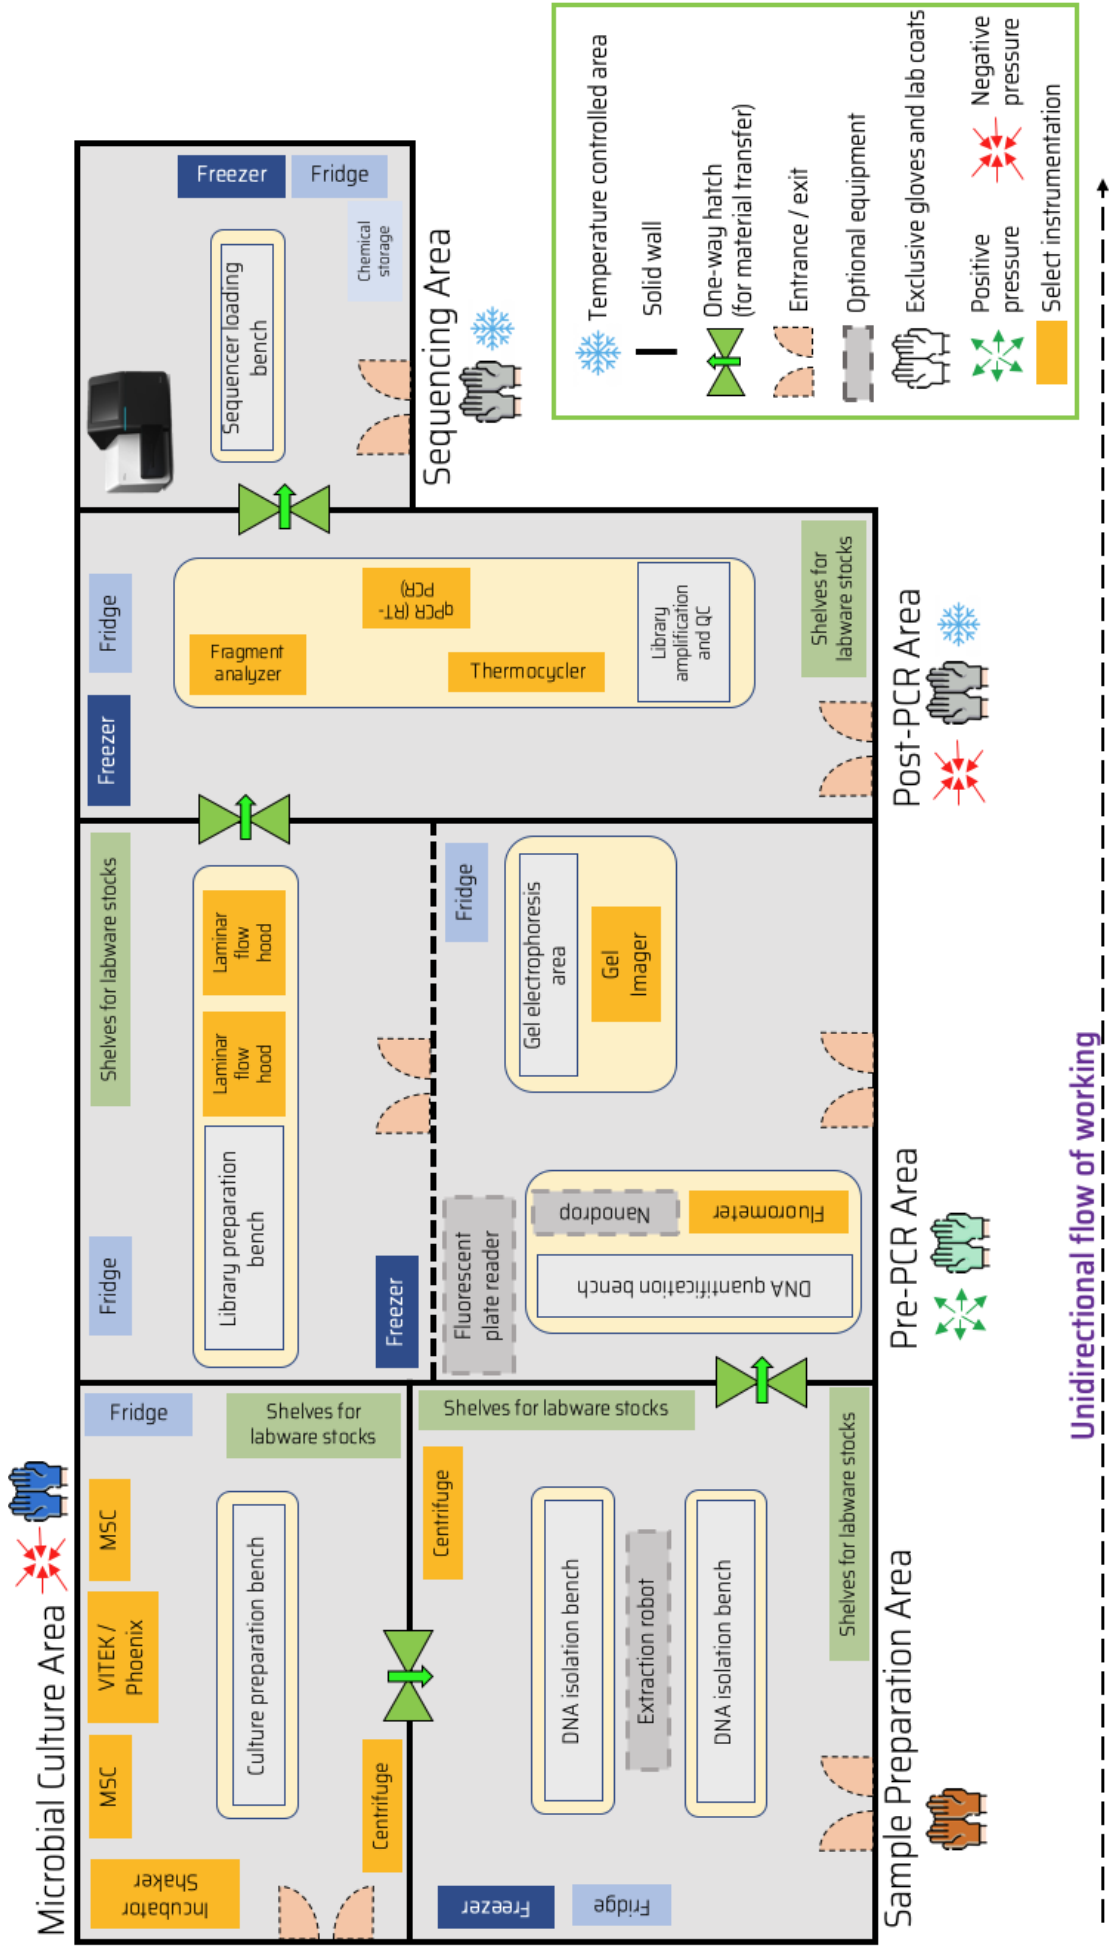 Microbial Culture Area
Incubator
Shaker
MSC
VITEK /
Phoenix
MSC
Fridge
Culture preparation bench
Shelves for
labware stocks
Centrifuge
Centrifuge
Shelves for labware stocks
DNA isolation bench
Extraction robot
DNA isolation bench
Freezer
Fridge
Shelves for labware stocks
Sample Preparation Area
Fridge
Shelves for labware stocks
Library preparation
bench
Laminar
flow
hood
Laminar
flow
hood
Freezer
Fluorescent
plate reader
Nanodrop
Fluorometer
DNA quantification bench
Fridge
Gel electrophoresis
area
Gel
Imager
Pre-PCR Area
Freezer
Fridge
Fragment
analyzer
qPCR (RT-
PCR)
Thermocycler
Library
amplification
and QC
Shelves for
labware stocks
Post-PCR Area
Sequencer loading
bench
Freezer
Fridge
Chemical
storage
Sequencing Area
Temperature controlled area
Solid wall
One-way hatch
(for material transfer)
Entrance / exit
Optional equipment
Exclusive gloves and lab coats
Positive
pressure
Negative
pressure
Select instrumentation
Unidirectional flow of working